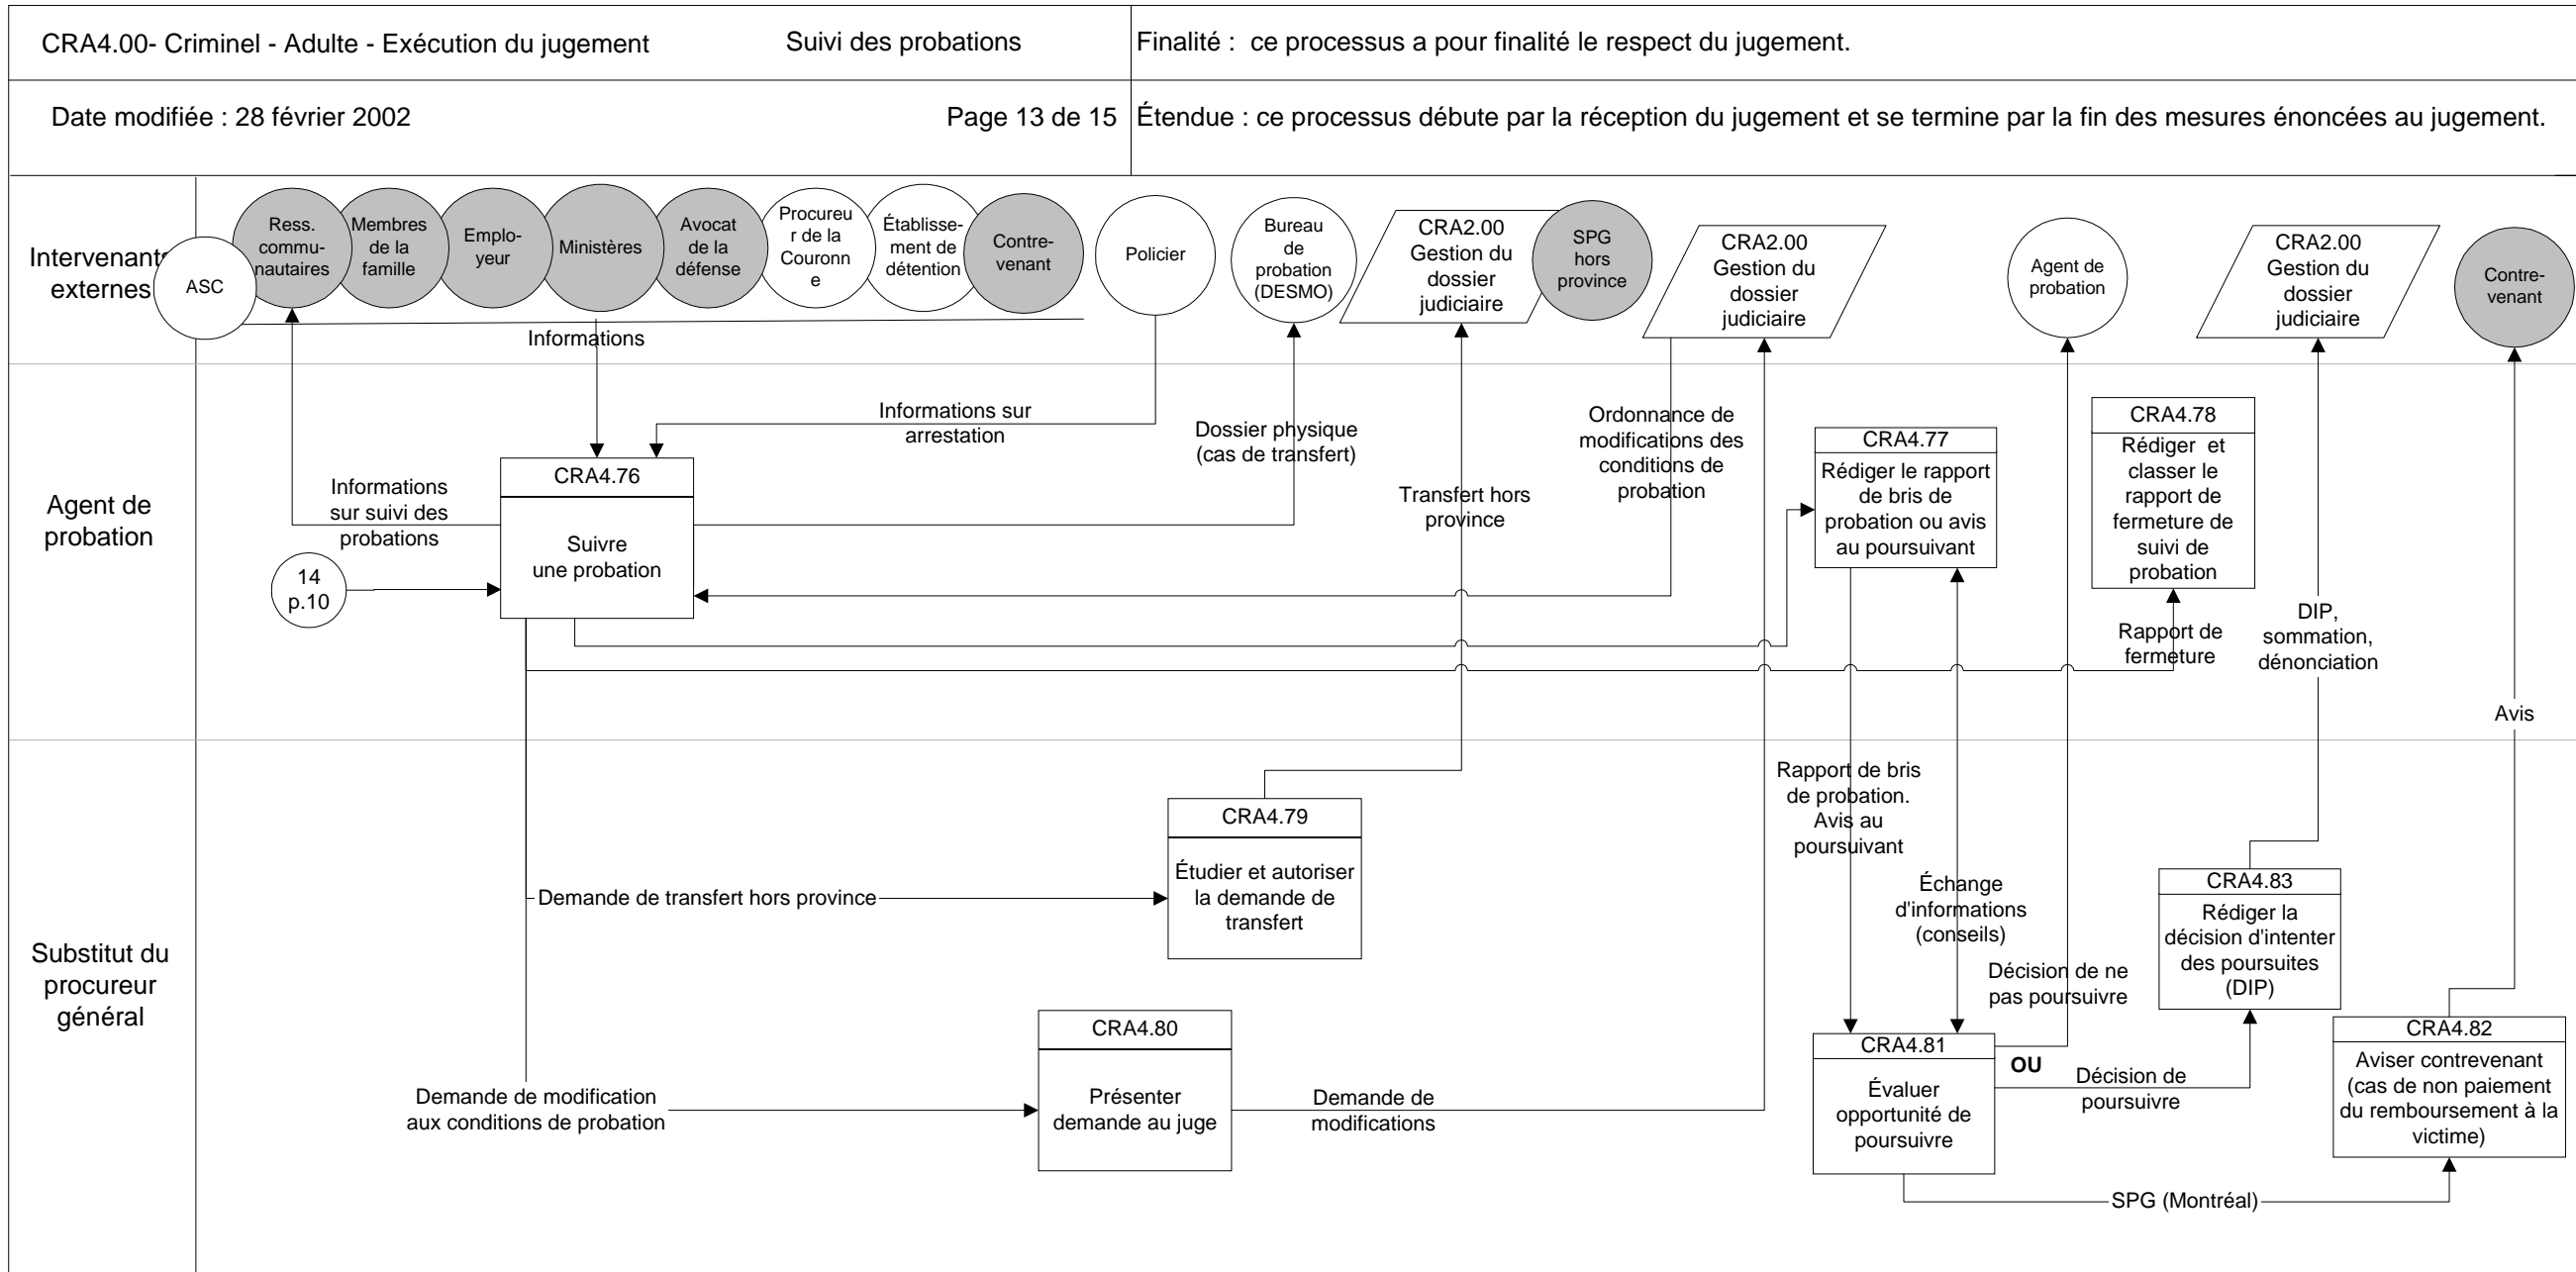 CRA4.00- Criminel - Adulte - Exécution du jugement
Suivi des probations
Finalité : ce processus a pour finalité le respect du jugement.
Date modifiée : 28 février 2002
Page 13 de 15
Étendue : ce processus débute par la réception du jugement et se termine par la fin des mesures énoncées au jugement.
Intervenants
externes
ASC
Ress.
commu-
nautaires
Membres
de la
famille
Emplo-
yeur
Ministères
Avocat
de la
défense
Procureu
r de la
Couronn
e
Établisse-
ment de
détention
Contre-
venant
Policier
Bureau
de
probation
(DESMO)
CRA2.00
Gestion du
dossier
judiciaire
SPG
hors
province
CRA2.00
Gestion du
dossier
judiciaire
Agent de
probation
CRA2.00
Gestion du
dossier
judiciaire
Contre-
venant
Informations
Agent de
probation
Informations
sur suivi des
probations
14
p.10
CRA4.76
Suivre
une probation
Informations sur
arrestation
Dossier physique
(cas de transfert)
Transfert hors
province
Ordonnance de
modifications des
conditions de
probation
CRA4.77
Rédiger le rapport
de bris de
probation ou avis
au poursuivant
CRA4.78
Rédiger et
classer le
rapport de
fermeture de
suivi de
probation
Rapport de
fermeture
DIP,
sommation,
dénonciation
Avis
Substitut du
procureur
général
Demande de transfert hors province
CRA4.79
Étudier et autoriser
la demande de
transfert
Demande de modification
aux conditions de probation
CRA4.80
Présenter
demande au juge
Demande de
modifications
Rapport de bris
de probation.
Avis au
poursuivant
Échange
d'informations
(conseils)
Décision de ne
pas poursuivre
CRA4.81
Évaluer
opportunité de
poursuivre
OU
Décision de
poursuivre
CRA4.83
Rédiger la
décision d'intenter
des poursuites
(DIP)
CRA4.82
Aviser contrevenant
(cas de non paiement
du remboursement à la
victime)
SPG (Montréal)